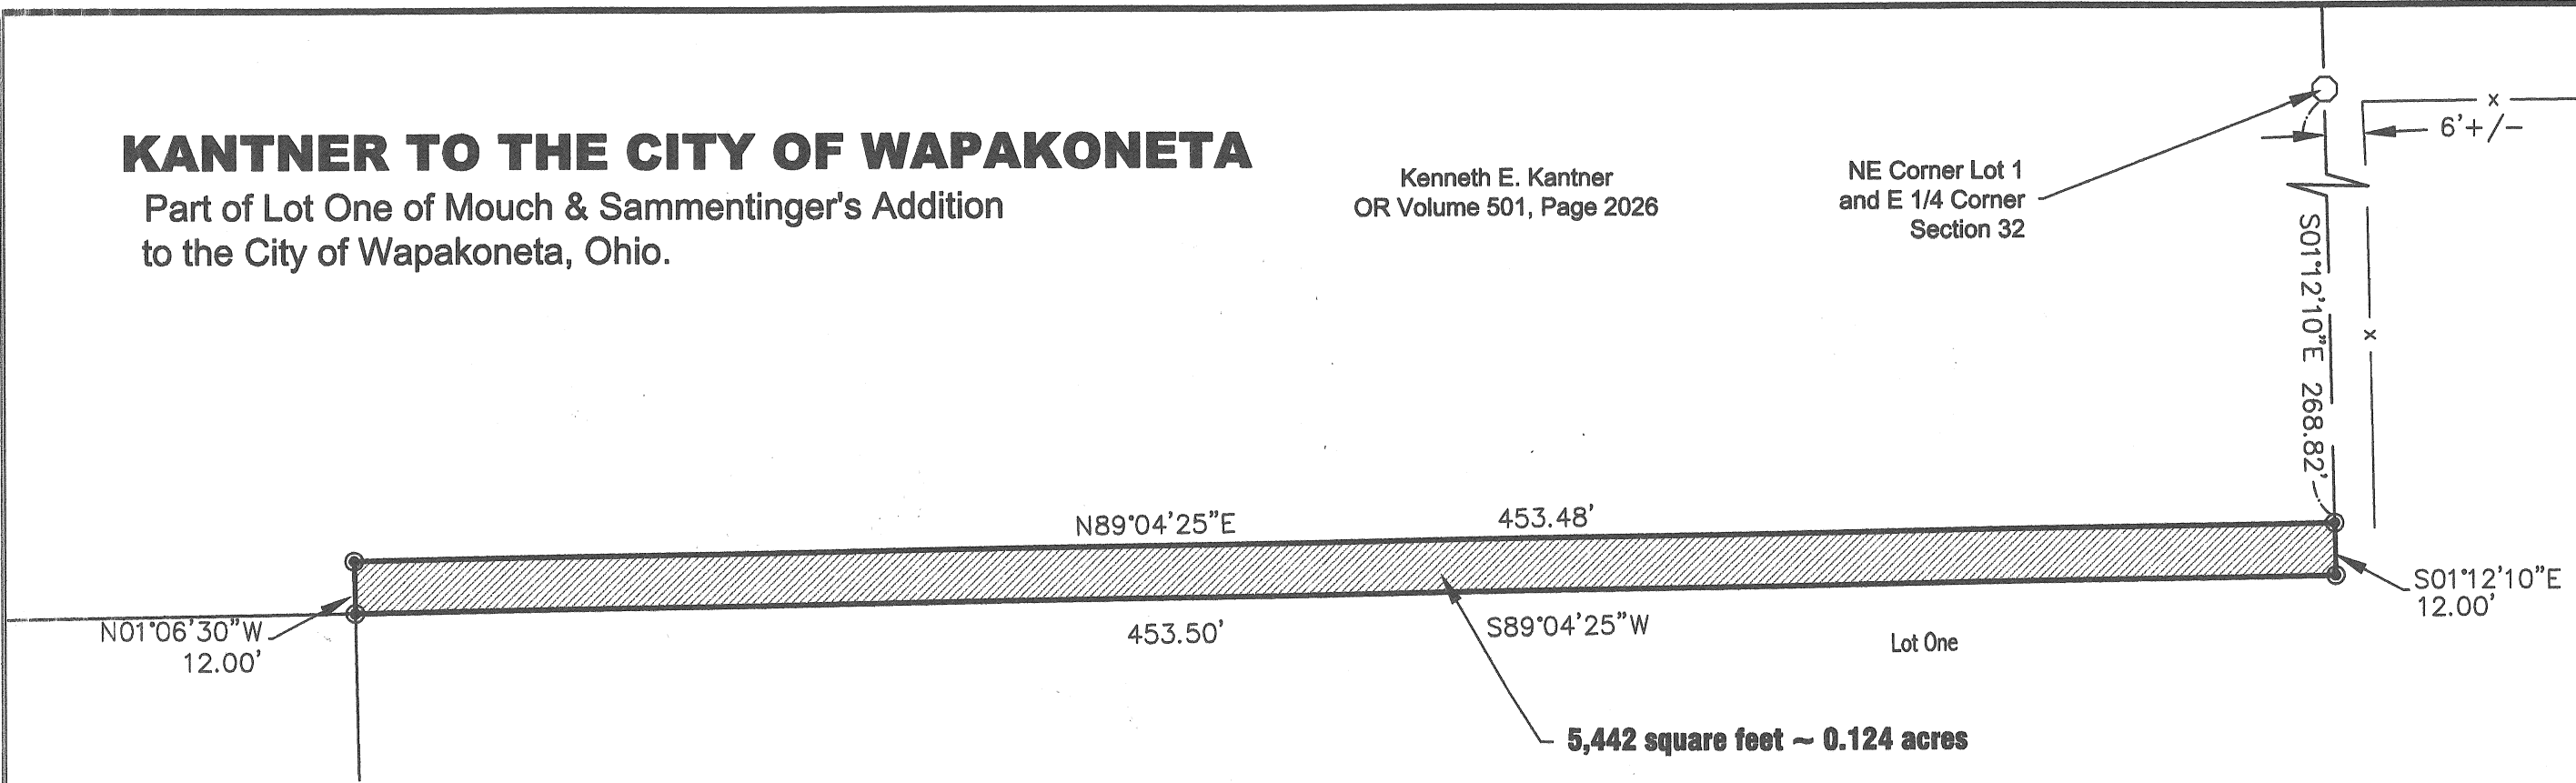 KANTNER TO THE CITY OF WAPAKONETA
Part of Lot One of Mouch & Sammentinger's Addition
to the City of Wapakoneta, Ohio.
Kenneth E. Kantner
OR Volume 501, Page 2026
NE Corner Lot 1
and E 1/4 Corner
Section 32
x
6'+/-
S01°12'10"E 268.82'
x
N89°04'25"E 453.48'
N01°06'30"W
12.00'
453.50'
S89°04'25"W
Lot One
S01°12'10"E
12.00'
5,442 square feet ~ 0.124 acres